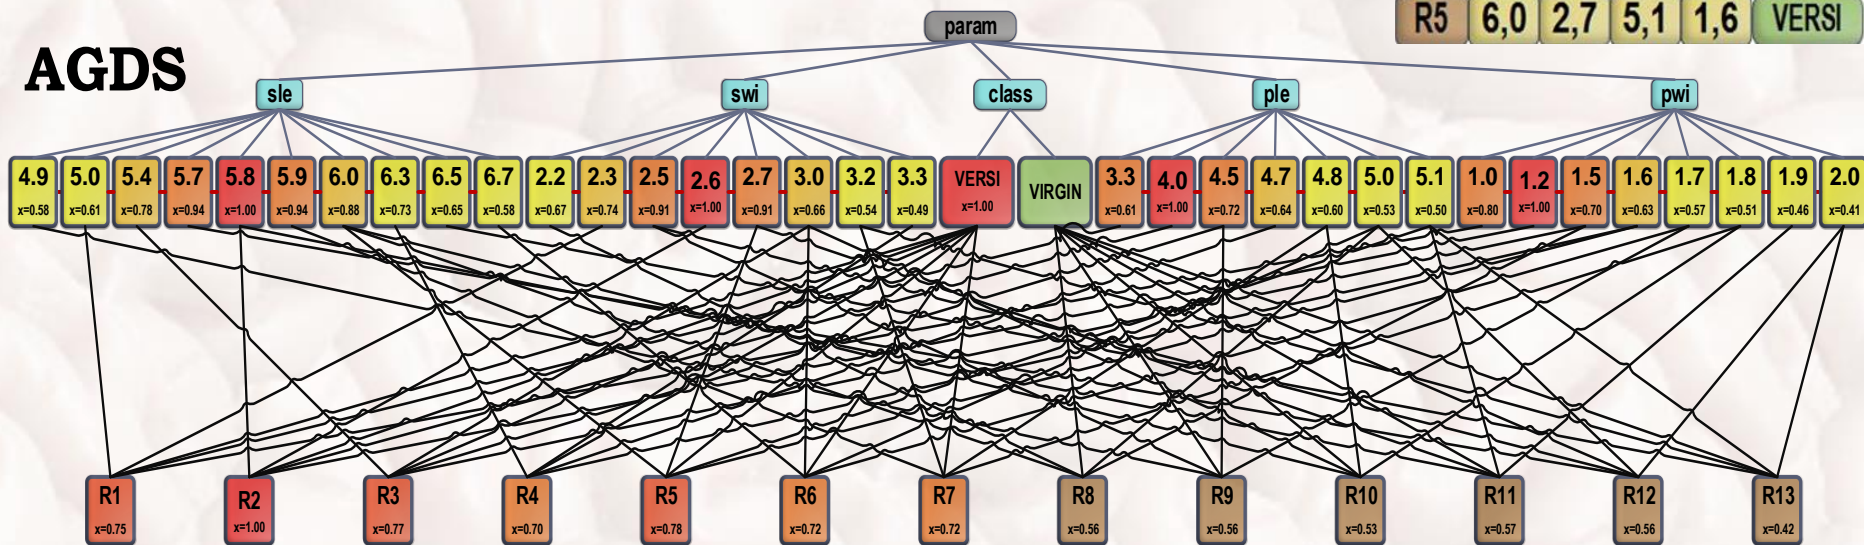 param
R5 6,0 2,7 5,1 1,6 VERSI
AGDS
sle swi class ple pwi
4.9 5.0 5.4 5.7 5.8 5.9 6.0 6.3 6.5 6.7 2.2 2.3 2.5 2.6 2.7 3.0 3.2 3.3 VERSI VIRGIN 3.3 4.0 4.5 4.7 4.8 5.0 5.1 1.0 1.2 1.5 1.6 1.7 1.8 1.9 2.0
x=0.58 x=0.61 x=0.78 x=0.94 x=1.00 x=0.94 x=0.88 x=0.73 x=0.65 x=0.58 x=0.67 x=0.74 x=0.91 x=1.00 x=0.91 x=0.66 x=0.54 x=0.49 x=1.00 x=0.61 x=1.00 x=0.72 x=0.64 x=0.60 x=0.53 x=0.50 x=0.80 x=1.00 x=0.70 x=0.63 x=0.57 x=0.51 x=0.46 x=0.41
R1 R2 R3 R4 R5 R6 R7 R8 R9 R10 R11 R12 R13
x=0.75 x=1.00 x=0.77 x=0.70 x=0.78 x=0.72 x=0.72 x=0.56 x=0.56 x=0.53 x=0.57 x=0.56 x=0.42